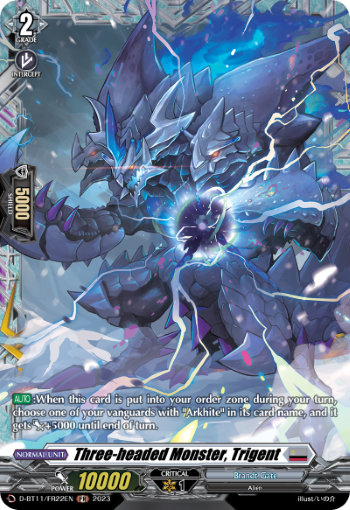 2
GRADE
INTERCEPT
5000
SHIELD
AUTO:When this card is put into your order zone during your turn,
choose one of your vanguards with "Arkhite" in its card name, and it
gets +5000 until end of turn.
NORMAL UNIT
Three-headed Monster, Trigent
POWER
10000
CRITICAL
1
Brandt Gate
Alien
D-BT11/FR22EN FR 2023
illust/いの介